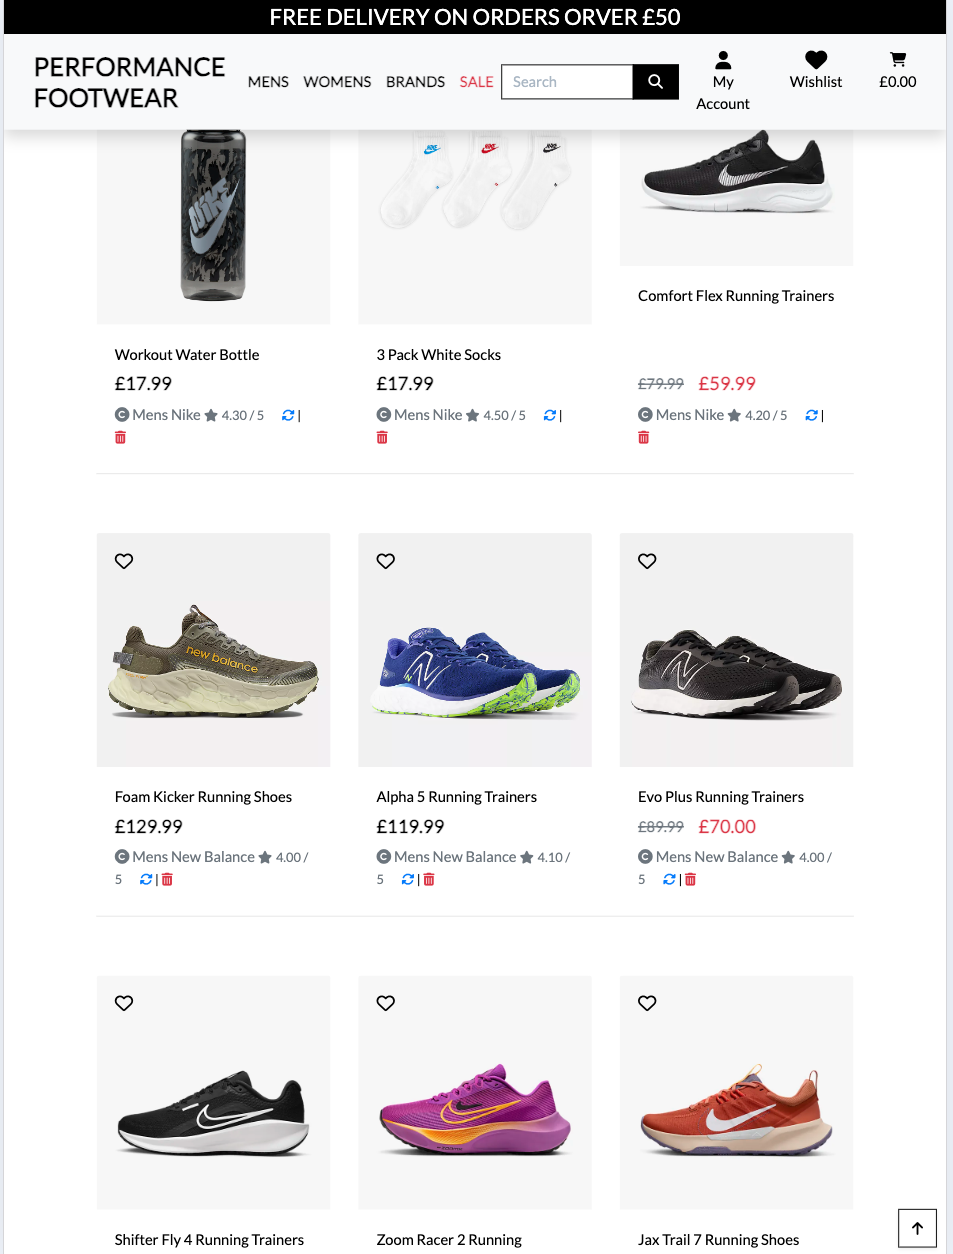 FREE DELIVERY ON ORDERS ORVER £50
PERFORMANCE
FOOTWEAR
MENS WOMENS BRANDS SALE Search
My
Account
Wishlist
£0.00
NIKE
Workout Water Bottle
£17.99
Mens Nike 4.30 / 5 |
3 Pack White Socks
£17.99
Mens Nike 4.50 / 5 |
Comfort Flex Running Trainers
£79.99 £59.99
Mens Nike 4.20 / 5 |
new balance
Foam Kicker Running Shoes
£129.99
Mens New Balance 4.00 /
5 |
N
Alpha 5 Running Trainers
£119.99
Mens New Balance 4.10 /
5 |
N
Evo Plus Running Trainers
£89.99 £70.00
Mens New Balance 4.00 /
5 |
Shifter Fly 4 Running Trainers
Zoom Racer 2 Running
Jax Trail 7 Running Shoes